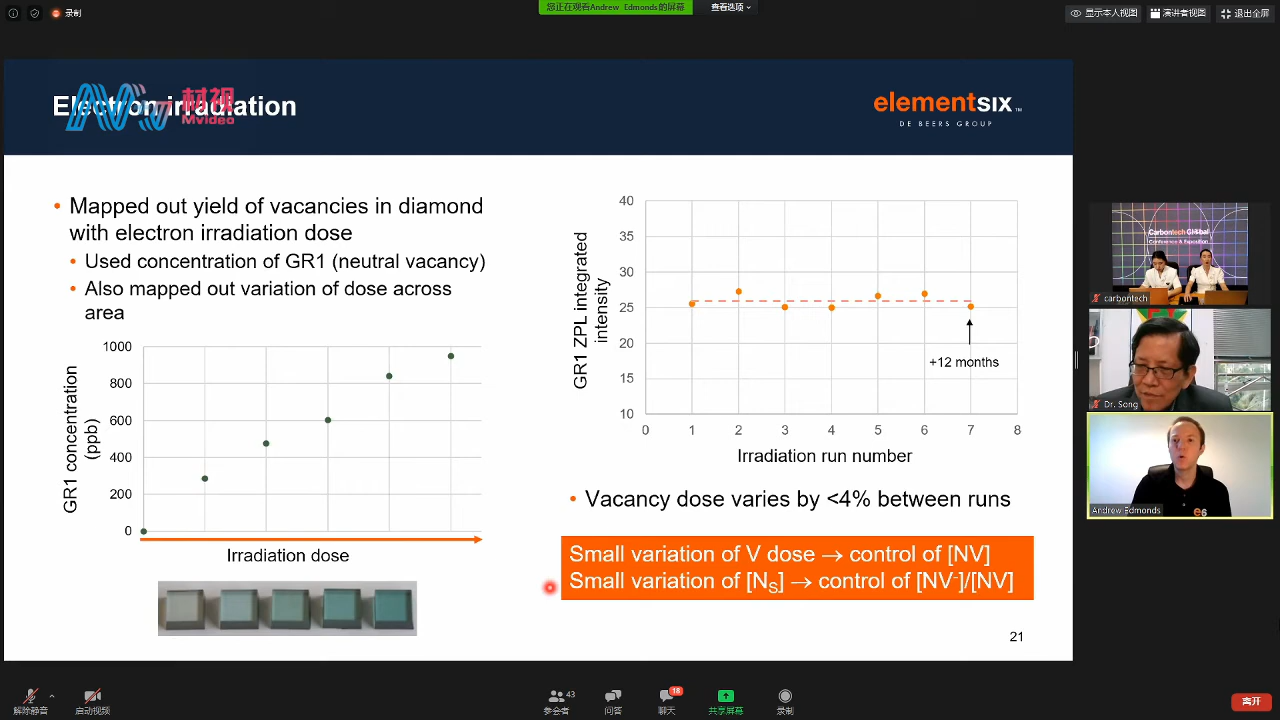 录制
您正在观看Andrew Edmonds的屏幕
查看选项
显示本人视图
演讲者视图
退出全屏
Electron irradiation
村视
Mvideo
elementsix™
DE BEERS GROUP
• Mapped out yield of vacancies in diamond
with electron irradiation dose
• Used concentration of GR1 (neutral vacancy)
• Also mapped out variation of dose across
area
GR1 concentration
(ppb)
1000
800
600
400
200
0
Irradiation dose
GR1 ZPL integrated
intensity
40
35
30
25
20
15
10
+12 months
0 1 2 3 4 5 6 7 8
Irradiation run number
• Vacancy dose varies by <4% between runs
Small variation of V dose → control of [NV]
Small variation of [Nₛ] → control of [NV⁻]/[NV]
21
Carbontech Global
Conference & Exposition
carbontech
Dr. Song
e6
Andrew Edmonds
解除静音
启动视频
43
参会者
问答
18
聊天
共享屏幕
录制
离开